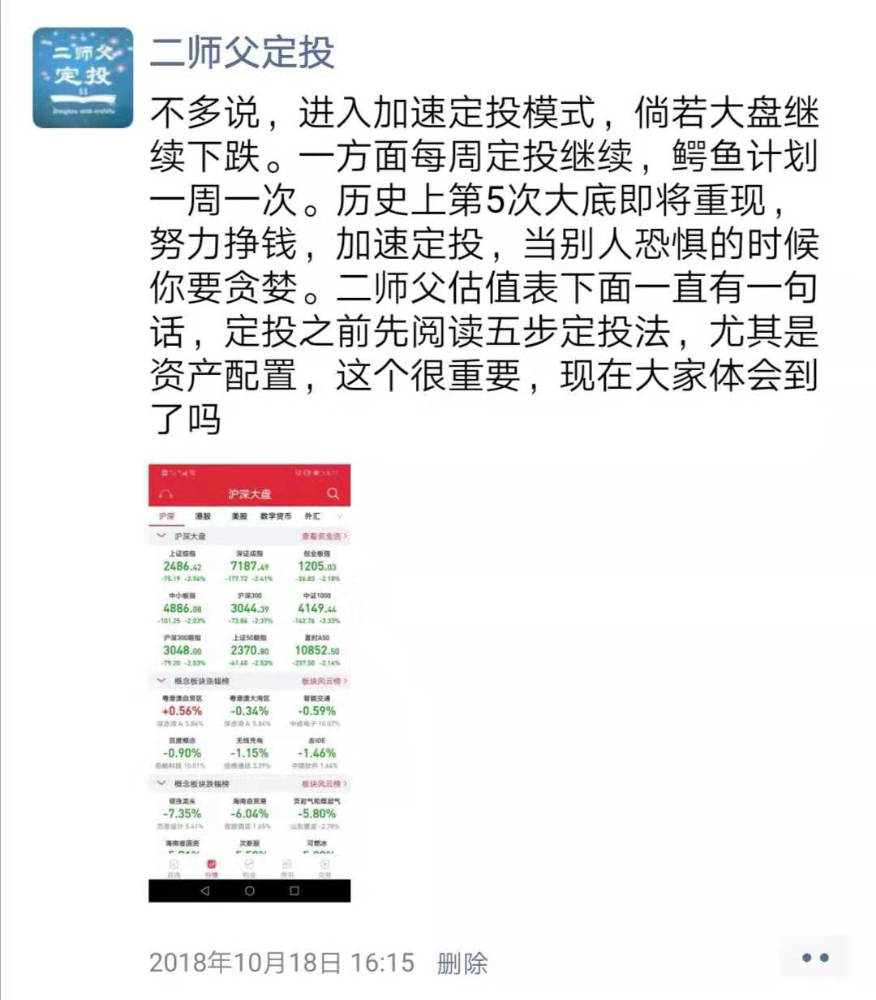 二师父
定投
二师父定投
不多说，进入加速定投模式，倘若大盘继
续下跌。一方面每周定投继续，鳄鱼计划
一周一次。历史上第5次大底即将重现，
努力挣钱，加速定投，当别人恐惧的时候
你要贪婪。二师父估值表下面一直有一句
话，定投之前先阅读五步定投法，尤其是
资产配置，这个很重要，现在大家体会到
了吗
沪深大盘
沪深 港股 美股 数字货币 外汇
沪深大盘 查看资金流
上证综指 深证成指 创业板指
2486.42 7187.49 1205.03
-75.19 -2.94% -177.72 -2.41% -26.83 -2.18%
中小板指 沪深300 中证1000
4886.08 3044.39 4149.44
-101.25 -2.03% -73.86 -2.37% -142.76 -3.33%
沪深300期指 上证50期指 富时A50
3048.00 2370.80 10852.50
-79.20 -2.53% -61.60 -2.53% -237.50 -2.14%
概念板块涨幅榜 板块风云榜
粤港澳自贸区 粤港澳大湾区 智能交通
+0.56% -0.34% -0.59%
深赤湾A 5.86% 深赤湾A 5.86% 中威电子 10.07%
百度概念 无线充电 去IOE
-0.90% -1.15% -1.46%
10.01% 信维通信 3.39% 中国软件 1.64%
概念板块跌幅榜 板块风云榜
领涨龙头 海南自贸港 页岩气和煤层气
-7.35% -6.04% -5.80%
杰恩设计 5.41% 首旅酒店 1.65% 山东墨龙 -2.78%
海南省国资 次新股 可燃冰
自选 行情 机会 资讯 交易
2018年10月18日 16:15 删除